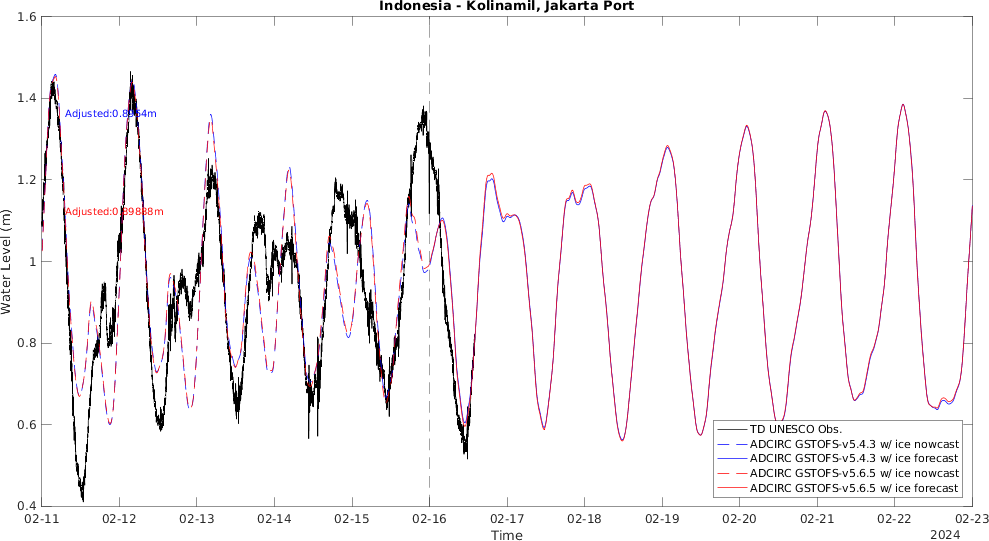 Indonesia - Kolinamil, Jakarta Port
Water Level (m)
1.6
1.4
1.2
1
0.8
0.6
0.4
Adjusted:0.8954m
Adjusted:0.89838m
TD UNESCO Obs.
ADCIRC GSTOFS-v5.4.3 w/ ice nowcast
ADCIRC GSTOFS-v5.4.3 w/ ice forecast
ADCIRC GSTOFS-v5.6.5 w/ ice nowcast
ADCIRC GSTOFS-v5.6.5 w/ ice forecast
02-11 02-12 02-13 02-14 02-15 02-16 02-17 02-18 02-19 02-20 02-21 02-22 02-23
Time
2024